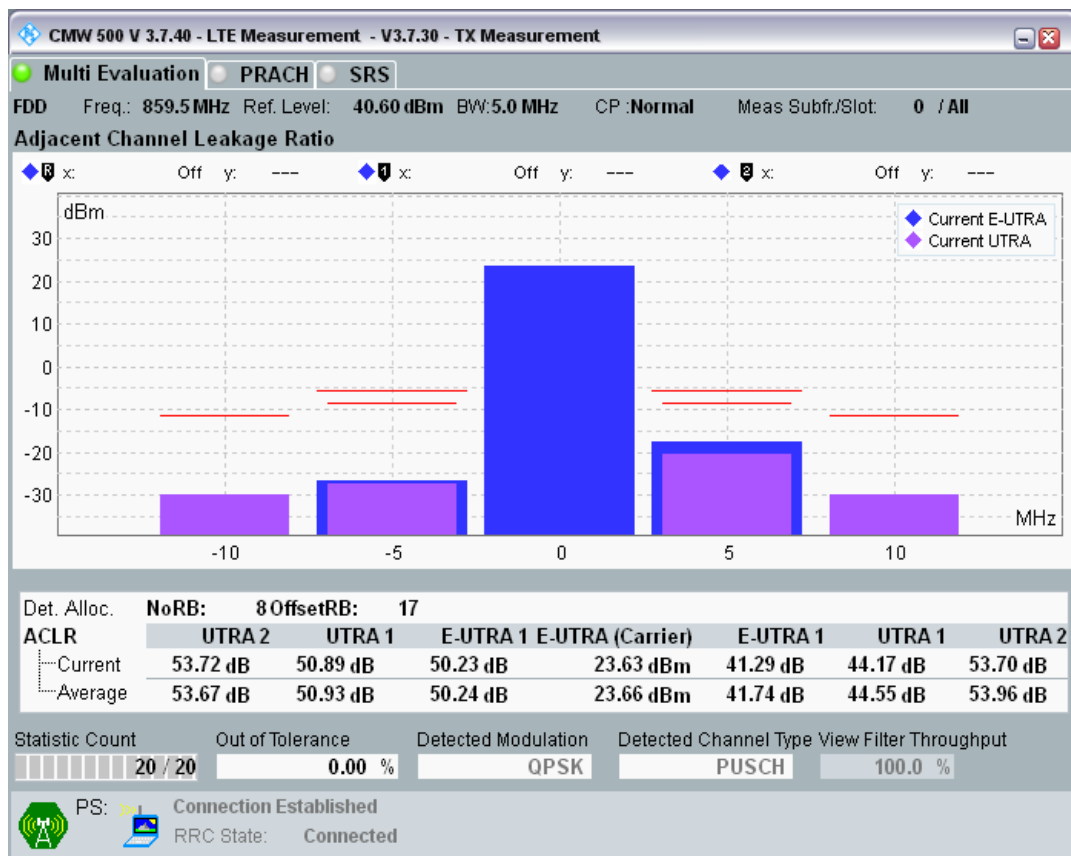 CMW 500 V 3.7.40 - LTE Measurement - V3.7.30 - TX Measurement
Multi Evaluation PRACH SRS
FDD Freq.: 859.5 MHz Ref. Level: 40.60 dBm BW:5.0 MHz CP :Normal Meas Subfr./Slot: 0 / All
Adjacent Channel Leakage Ratio
R x: Off y: --- 1 x: Off y: --- 2 x: Off y: ---
dBm
Current E-UTRA
Current UTRA
30
20
10
0
-10
-20
-30
MHz
-10 -5 0 5 10
Det. Alloc. NoRB: 8 OffsetRB: 17
ACLR UTRA 2 UTRA 1 E-UTRA 1 E-UTRA (Carrier) E-UTRA 1 UTRA 1 UTRA 2
Current 53.72 dB 50.89 dB 50.23 dB 23.63 dBm 41.29 dB 44.17 dB 53.70 dB
Average 53.67 dB 50.93 dB 50.24 dB 23.66 dBm 41.74 dB 44.55 dB 53.96 dB
Statistic Count Out of Tolerance Detected Modulation Detected Channel Type View Filter Throughput
20 / 20 0.00 % QPSK PUSCH 100.0 %
PS: Connection Established
RRC State: Connected